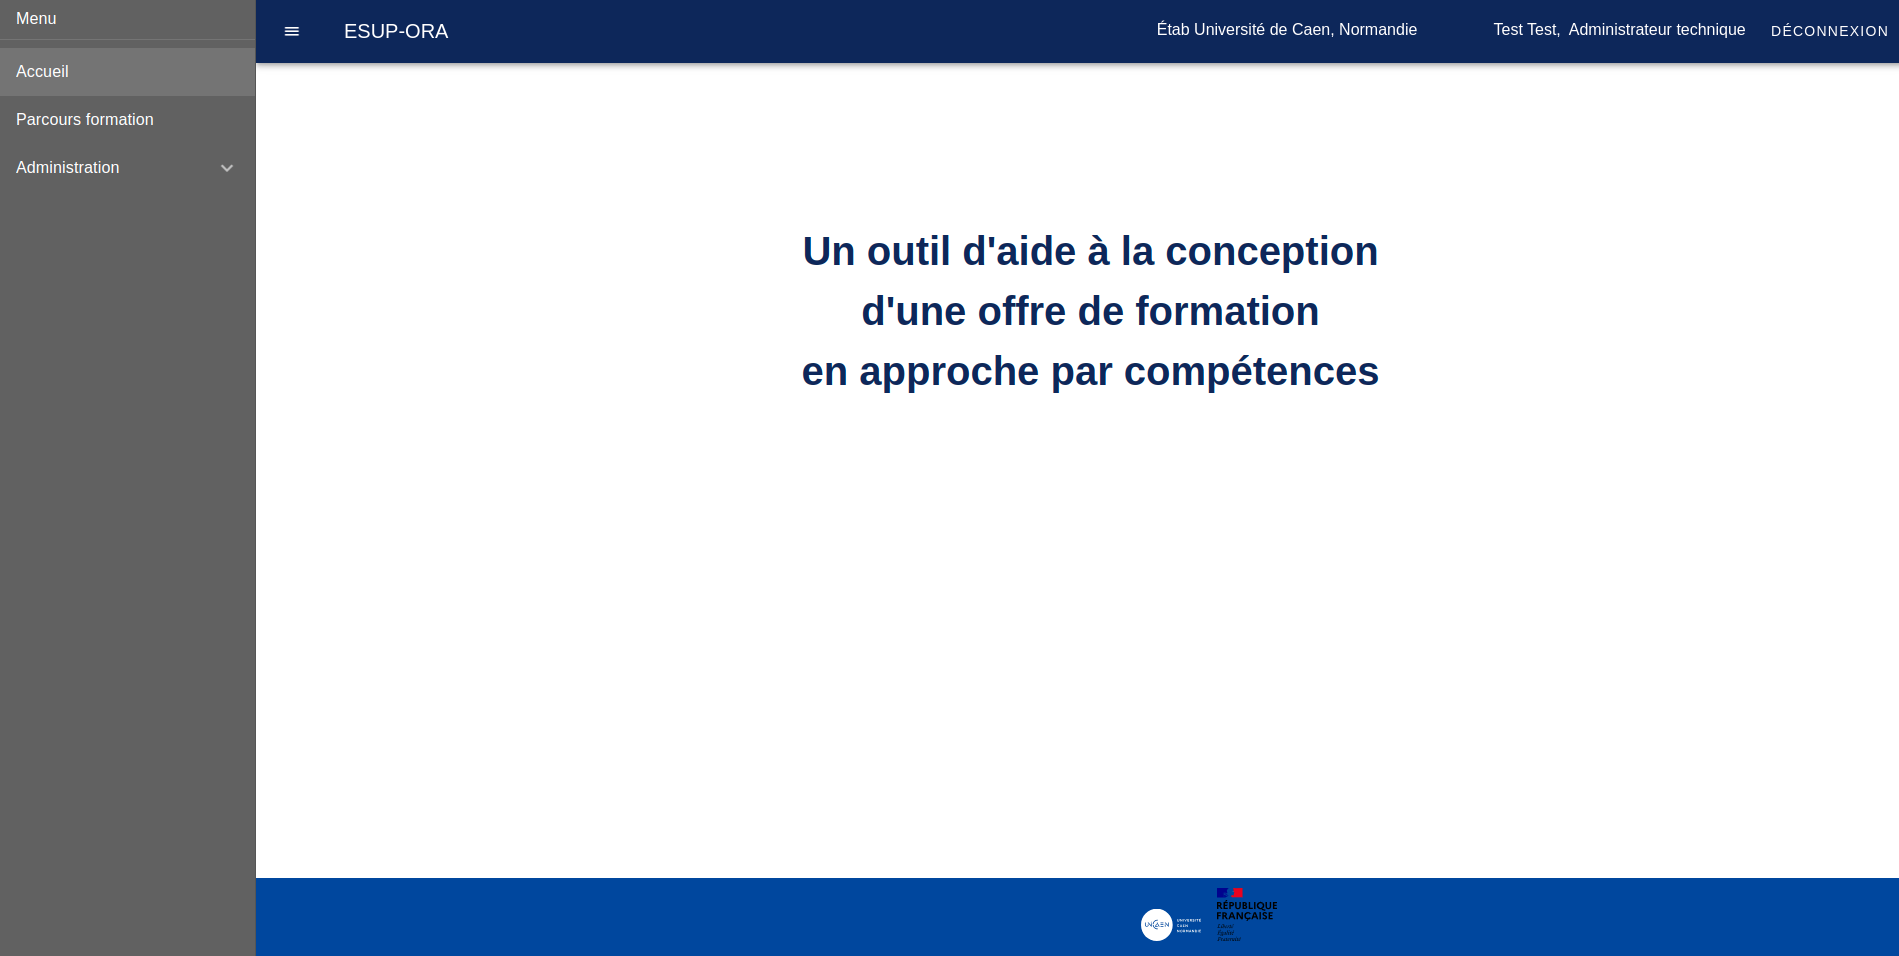 Menu
Accueil
Parcours formation
Administration
ESUP-ORA
Étab Université de Caen, Normandie
Test Test, Administrateur technique
DÉCONNEXION
Un outil d'aide à la conception
d'une offre de formation
en approche par compétences
UNICAEN
UNIVERSITÉ
CAEN
NORMANDIE
RÉPUBLIQUE
FRANÇAISE
Liberté
Égalité
Fraternité